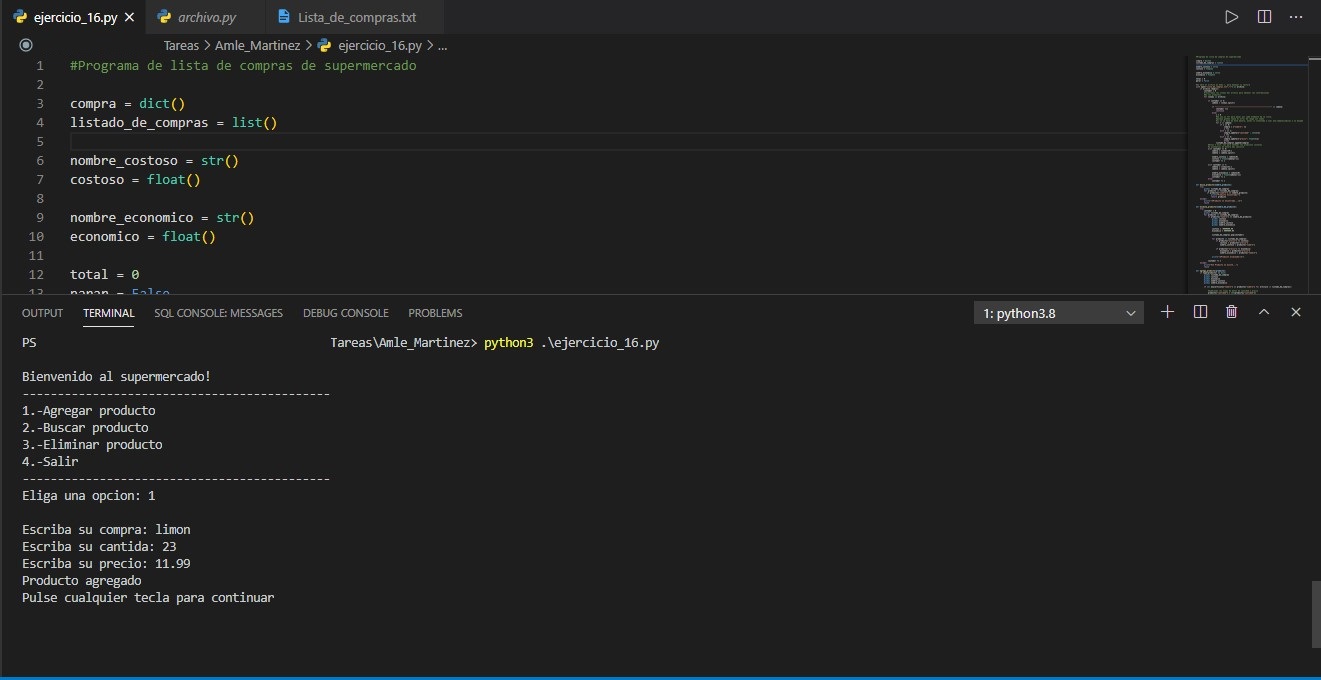 ejercicio_16.py archivo.py Lista_de_compras.txt
Tareas > Amle_Martinez > ejercicio_16.py > ...
1 #Programa de lista de compras de supermercado
2
3 compra = dict()
4 listado_de_compras = list()
5
6 nombre_costoso = str()
7 costoso = float()
8
9 nombre_economico = str()
10 economico = float()
11
12 total = 0
13 paran = False
OUTPUT TERMINAL SQL CONSOLE: MESSAGES DEBUG CONSOLE PROBLEMS 1: python3.8
PS Tareas\Amle_Martinez> python3 .\ejercicio_16.py
Bienvenido al supermercado!
--------------------------------------------
1.-Agregar producto
2.-Buscar producto
3.-Eliminar producto
4.-Salir
--------------------------------------------
Eliga una opcion: 1
Escriba su compra: limon
Escriba su cantida: 23
Escriba su precio: 11.99
Producto agregado
Pulse cualquier tecla para continuar